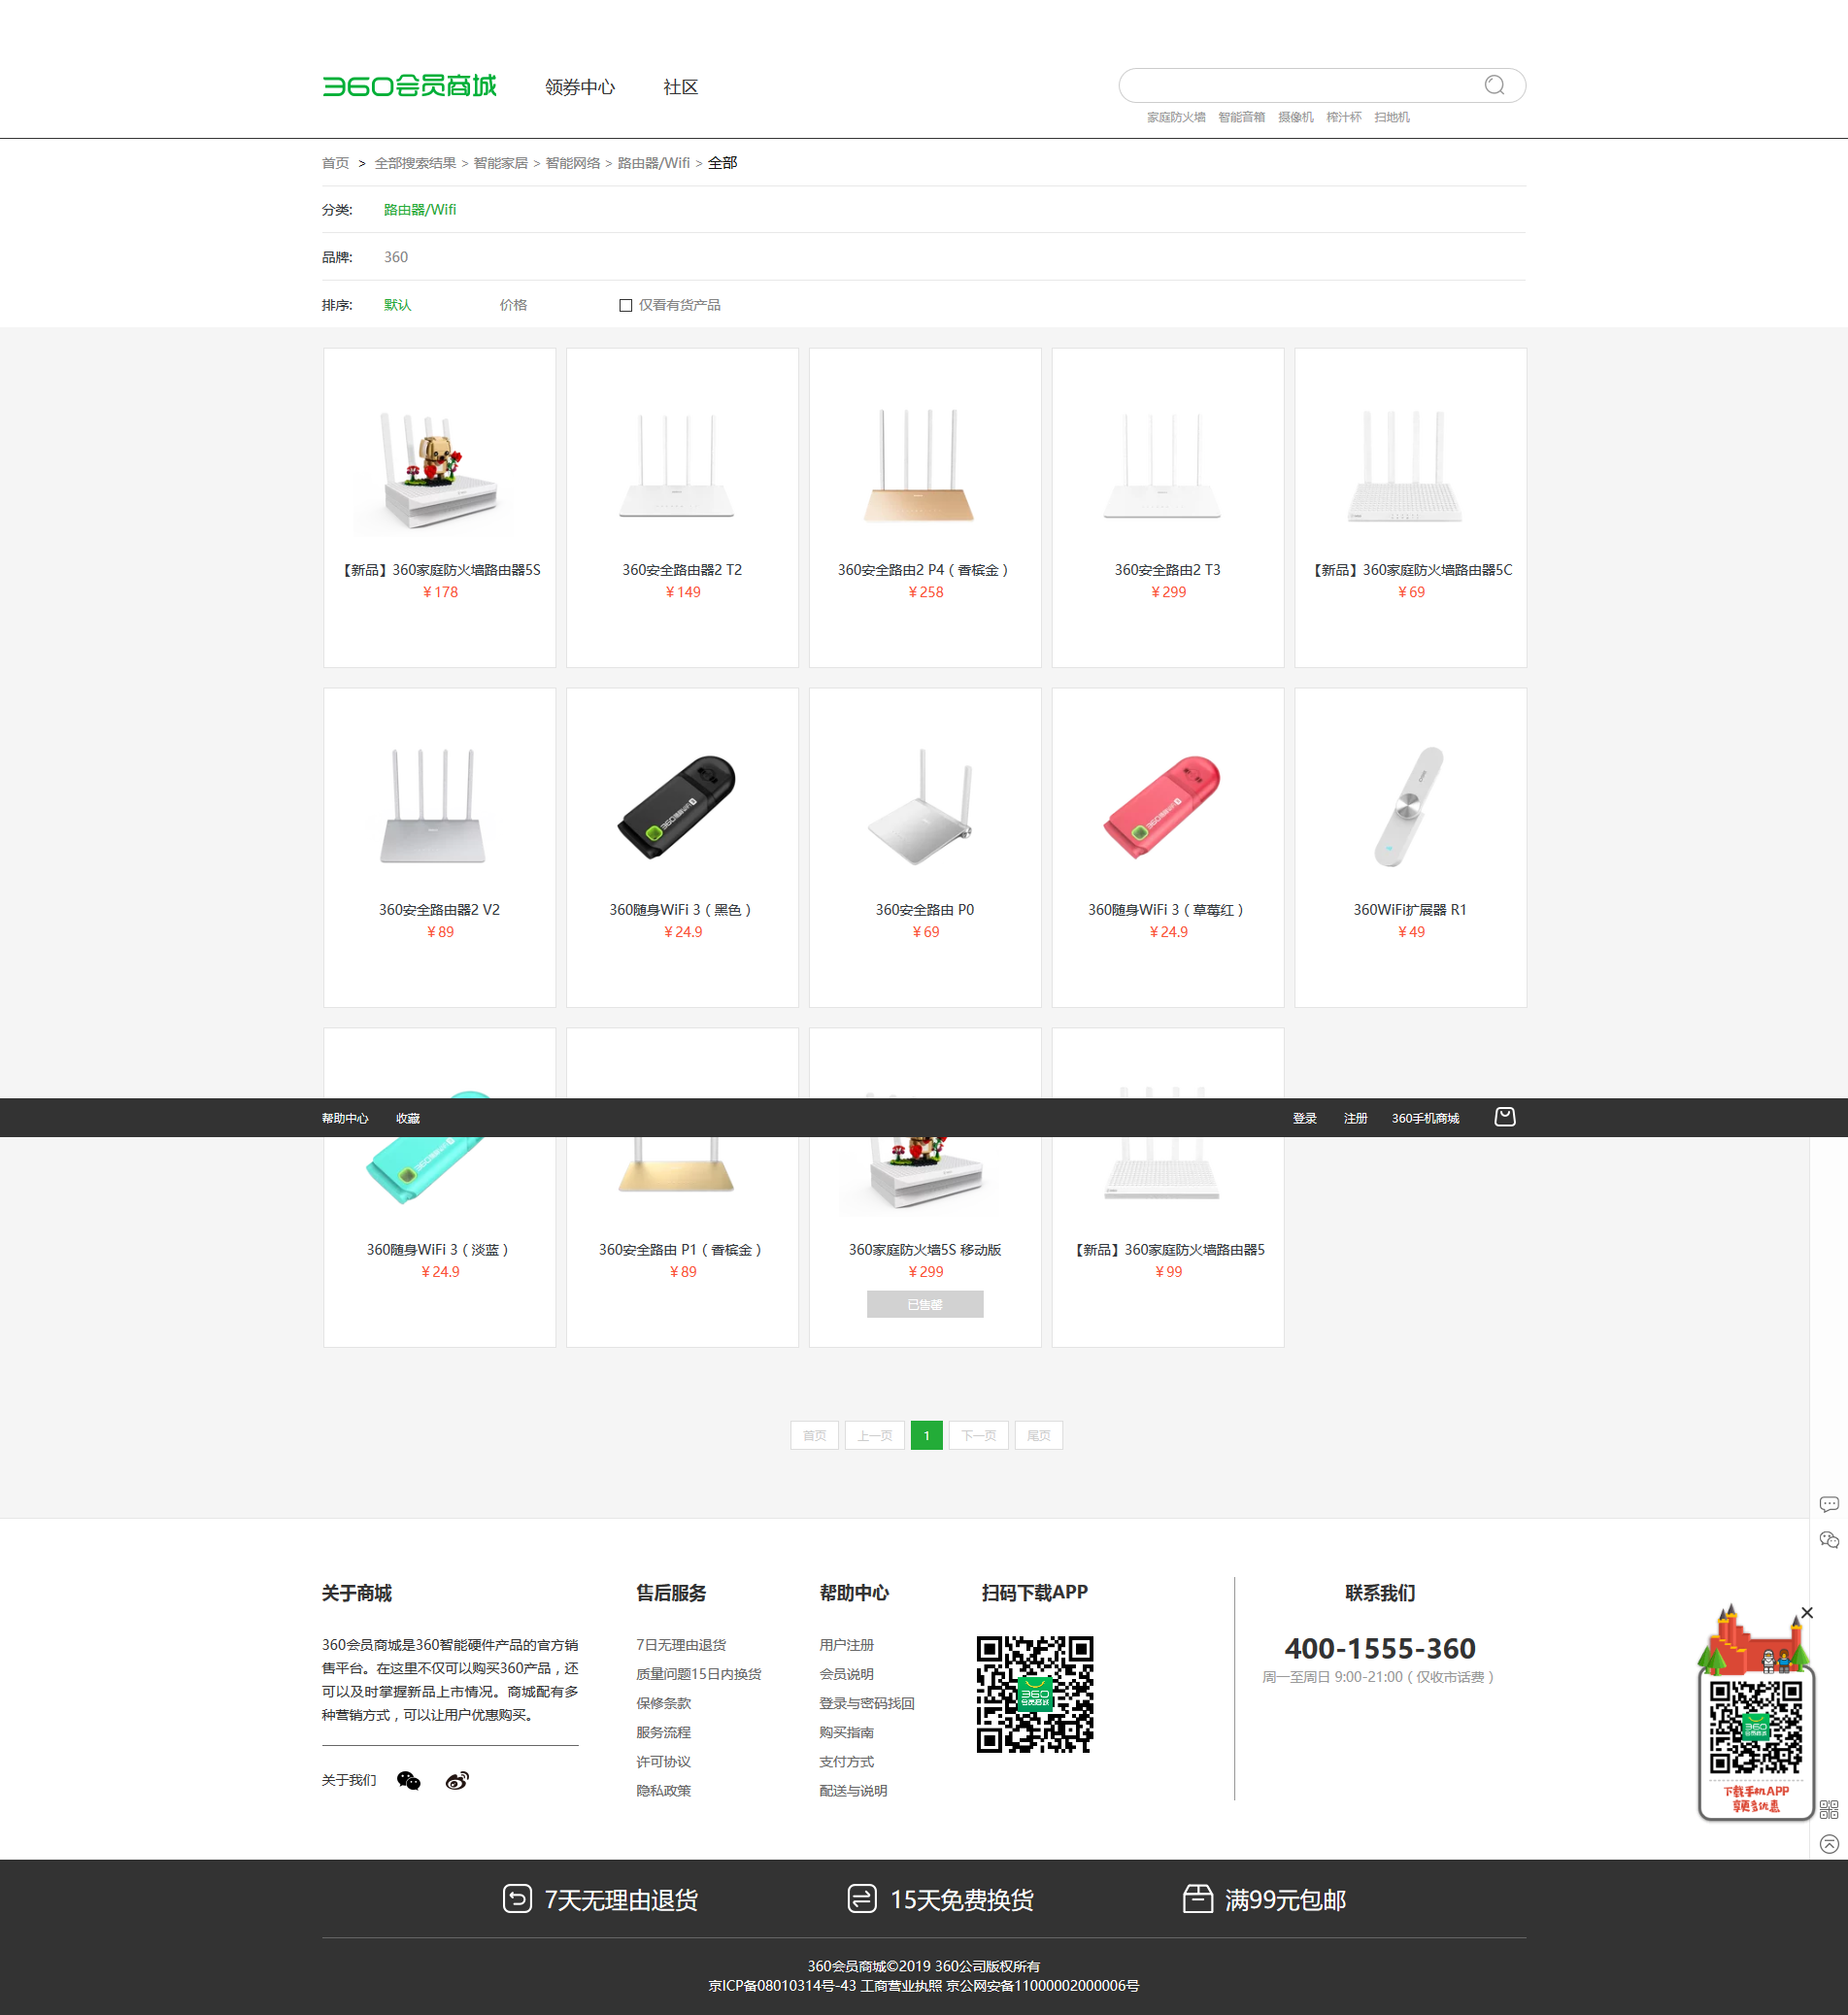 360会员商城 领券中心 社区
家庭防火墙 智能音箱 摄像机 榨汁杯 扫地机
首页 > 全部搜索结果 > 智能家居 > 智能网络 > 路由器/Wifi > 全部
分类: 路由器/Wifi
品牌: 360
排序: 默认 价格 仅看有货产品
【新品】360家庭防火墙路由器5S
¥178
360安全路由器2 T2
¥149
360安全路由2 P4（香槟金）
¥258
360安全路由2 T3
¥299
【新品】360家庭防火墙路由器5C
¥69
360安全路由器2 V2
¥89
360随身WiFi 3（黑色）
¥24.9
360安全路由 P0
¥69
360随身WiFi 3（草莓红）
¥24.9
360WiFi扩展器 R1
¥49
帮助中心 收藏 登录 注册 360手机商城
360随身WiFi 3（淡蓝）
¥24.9
360安全路由 P1（香槟金）
¥89
360家庭防火墙5S 移动版
¥299
已售罄
【新品】360家庭防火墙路由器5
¥99
首页 上一页 1 下一页 尾页
关于商城
360会员商城是360智能硬件产品的官方销
售平台。在这里不仅可以购买360产品，还
可以及时掌握新品上市情况。商城配有多
种营销方式，可以让用户优惠购买。
关于我们
售后服务
7日无理由退货
质量问题15日内换货
保修条款
服务流程
许可协议
隐私政策
帮助中心
用户注册
会员说明
登录与密码找回
购买指南
支付方式
配送与说明
扫码下载APP
360
会员商城
联系我们
400-1555-360
周一至周日 9:00-21:00（仅收市话费）
360
会员商城
下载手机APP
享更多优惠
7天无理由退货 15天免费换货 满99元包邮
360会员商城©2019 360公司版权所有
京ICP备08010314号-43 工商营业执照 京公网安备11000002000006号